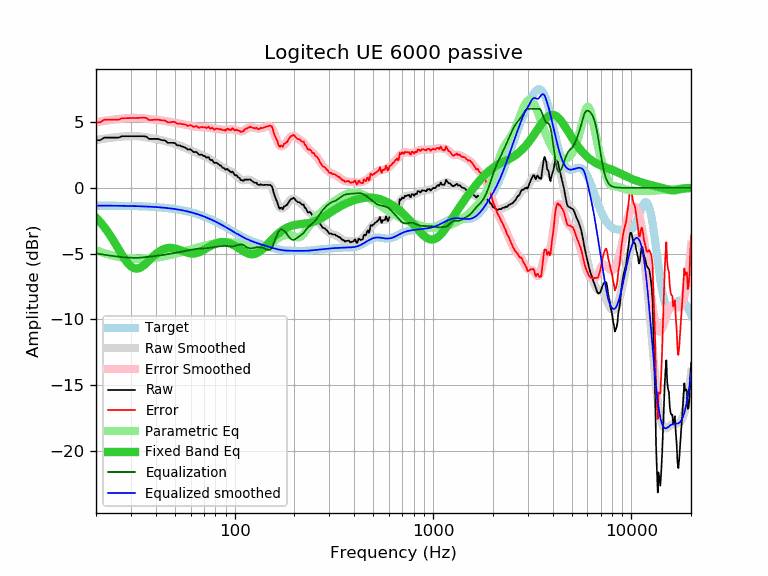 Logitech UE 6000 passive
5
0
−5
−10
−15
−20
Amplitude (dBr)
Target
Raw Smoothed
Error Smoothed
Raw
Error
Parametric Eq
Fixed Band Eq
Equalization
Equalized smoothed
100
1000
10000
Frequency (Hz)